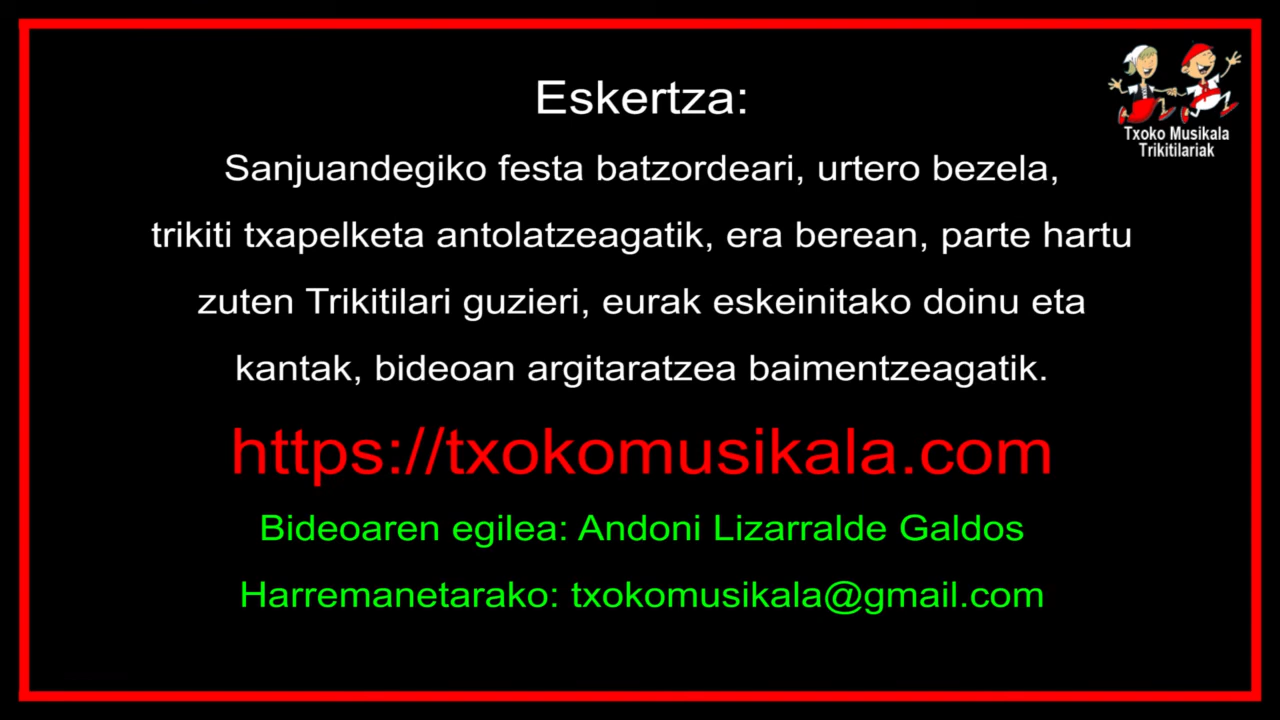 Eskertza:
Txoko Musikala
Trikitilariak
Sanjuandegiko festa batzordeari, urtero bezela,
trikiti txapelketa antolatzeagatik, era berean, parte hartu
zuten Trikitilari guzieri, eurak eskeinitako doinu eta
kantak, bideoan argitaratzea baimentzeagatik.
https://txokomusikala.com
Bideoaren egilea: Andoni Lizarralde Galdos
Harremanetarako: txokomusikala@gmail.com